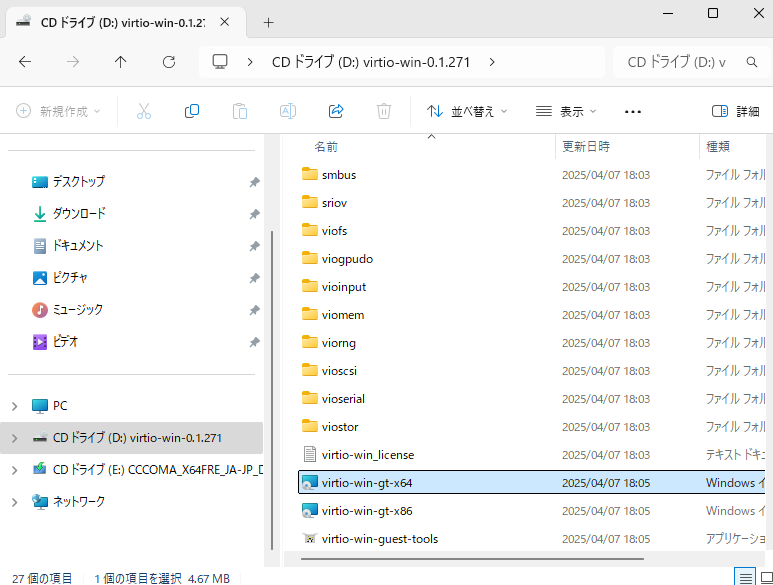 CD ドライブ (D:) virtio-win-0.1.27
CD ドライブ (D:) virtio-win-0.1.271
CD ドライブ (D:) v
新規作成
並べ替え
表示
詳細
名前
更新日時
種類
デスクトップ
ダウンロード
ドキュメント
ピクチャ
ミュージック
ビデオ
PC
CD ドライブ (D:) virtio-win-0.1.271
CD ドライブ (E:) CCCOMA_X64FRE_JA-JP_D
ネットワーク
smbus 2025/04/07 18:03 ファイル フォル
sriov 2025/04/07 18:03 ファイル フォル
viofs 2025/04/07 18:03 ファイル フォル
viogpudo 2025/04/07 18:03 ファイル フォル
vioinput 2025/04/07 18:03 ファイル フォル
viomem 2025/04/07 18:03 ファイル フォル
viorng 2025/04/07 18:03 ファイル フォル
vioscsi 2025/04/07 18:03 ファイル フォル
vioserial 2025/04/07 18:03 ファイル フォル
viostor 2025/04/07 18:03 ファイル フォル
virtio-win_license 2025/04/07 18:03 テキスト ドキュ
virtio-win-gt-x64 2025/04/07 18:05 Windows イ
virtio-win-gt-x86 2025/04/07 18:05 Windows イ
virtio-win-guest-tools 2025/04/07 18:05 アプリケーショ
27 個の項目
1 個の項目を選択 4.67 MB